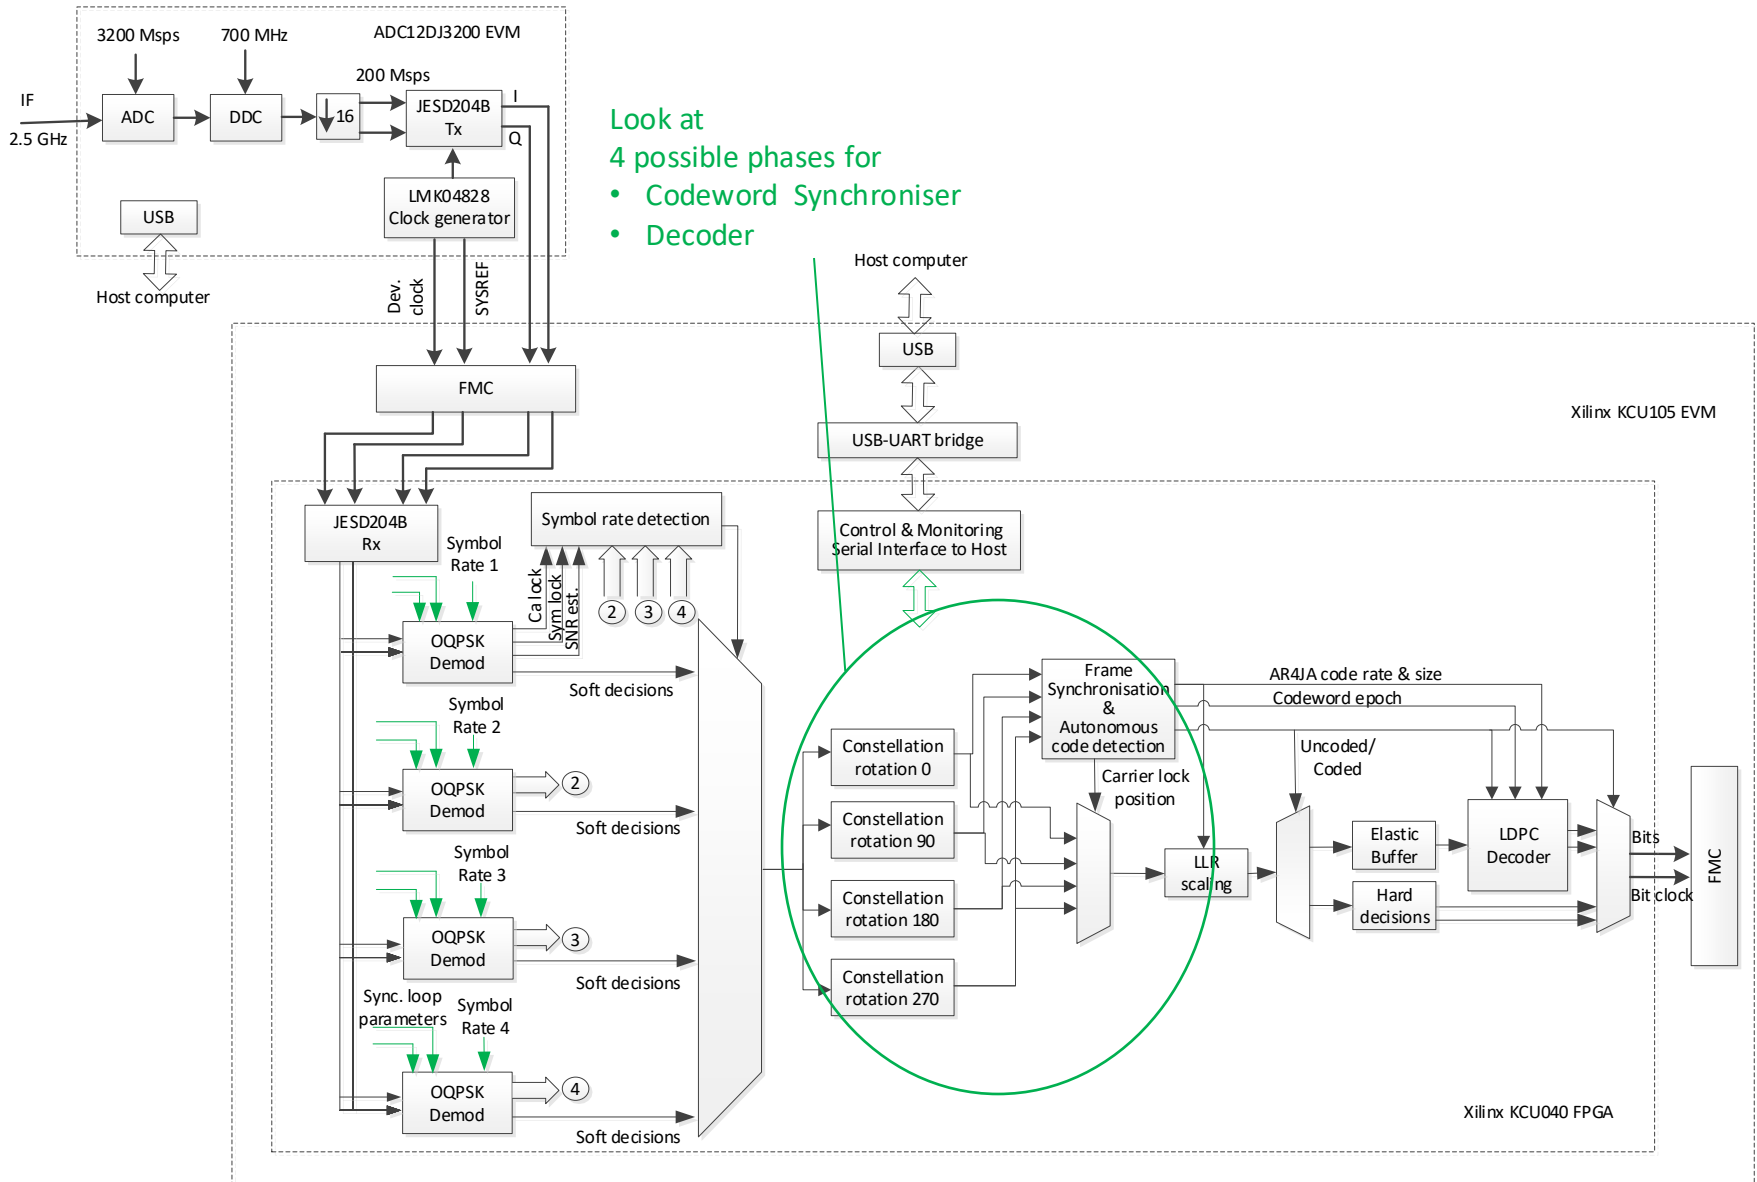 3200 Msps
700 MHz
ADC12DJ3200 EVM
200 Msps
IF
2.5 GHz
ADC
DDC
16
JESD204B
Tx
I
Q
LMK04828
Clock generator
USB
Host computer
Dev.
clock
SYSREF
Look at
4 possible phases for
• Codeword Synchroniser
• Decoder
Host computer
USB
USB-UART bridge
Control & Monitoring
Serial Interface to Host
Xilinx KCU105 EVM
FMC
JESD204B
Rx
Symbol rate detection
Symbol
Rate 1
Ca lock
Sym lock
SNR est.
2
3
4
OQPSK
Demod
Soft decisions
Symbol
Rate 2
OQPSK
Demod
2
Soft decisions
Symbol
Rate 3
OQPSK
Demod
3
Soft decisions
Sync. loop
parameters
Symbol
Rate 4
OQPSK
Demod
4
Soft decisions
Constellation
rotation 0
Constellation
rotation 90
Constellation
rotation 180
Constellation
rotation 270
Frame
Synchronisation
&
Autonomous
code detection
Carrier lock
position
AR4JA code rate & size
Codeword epoch
Uncoded/
Coded
LLR
scaling
Elastic
Buffer
Hard
decisions
LDPC
Decoder
Bits
Bit clock
FMC
Xilinx KCU040 FPGA